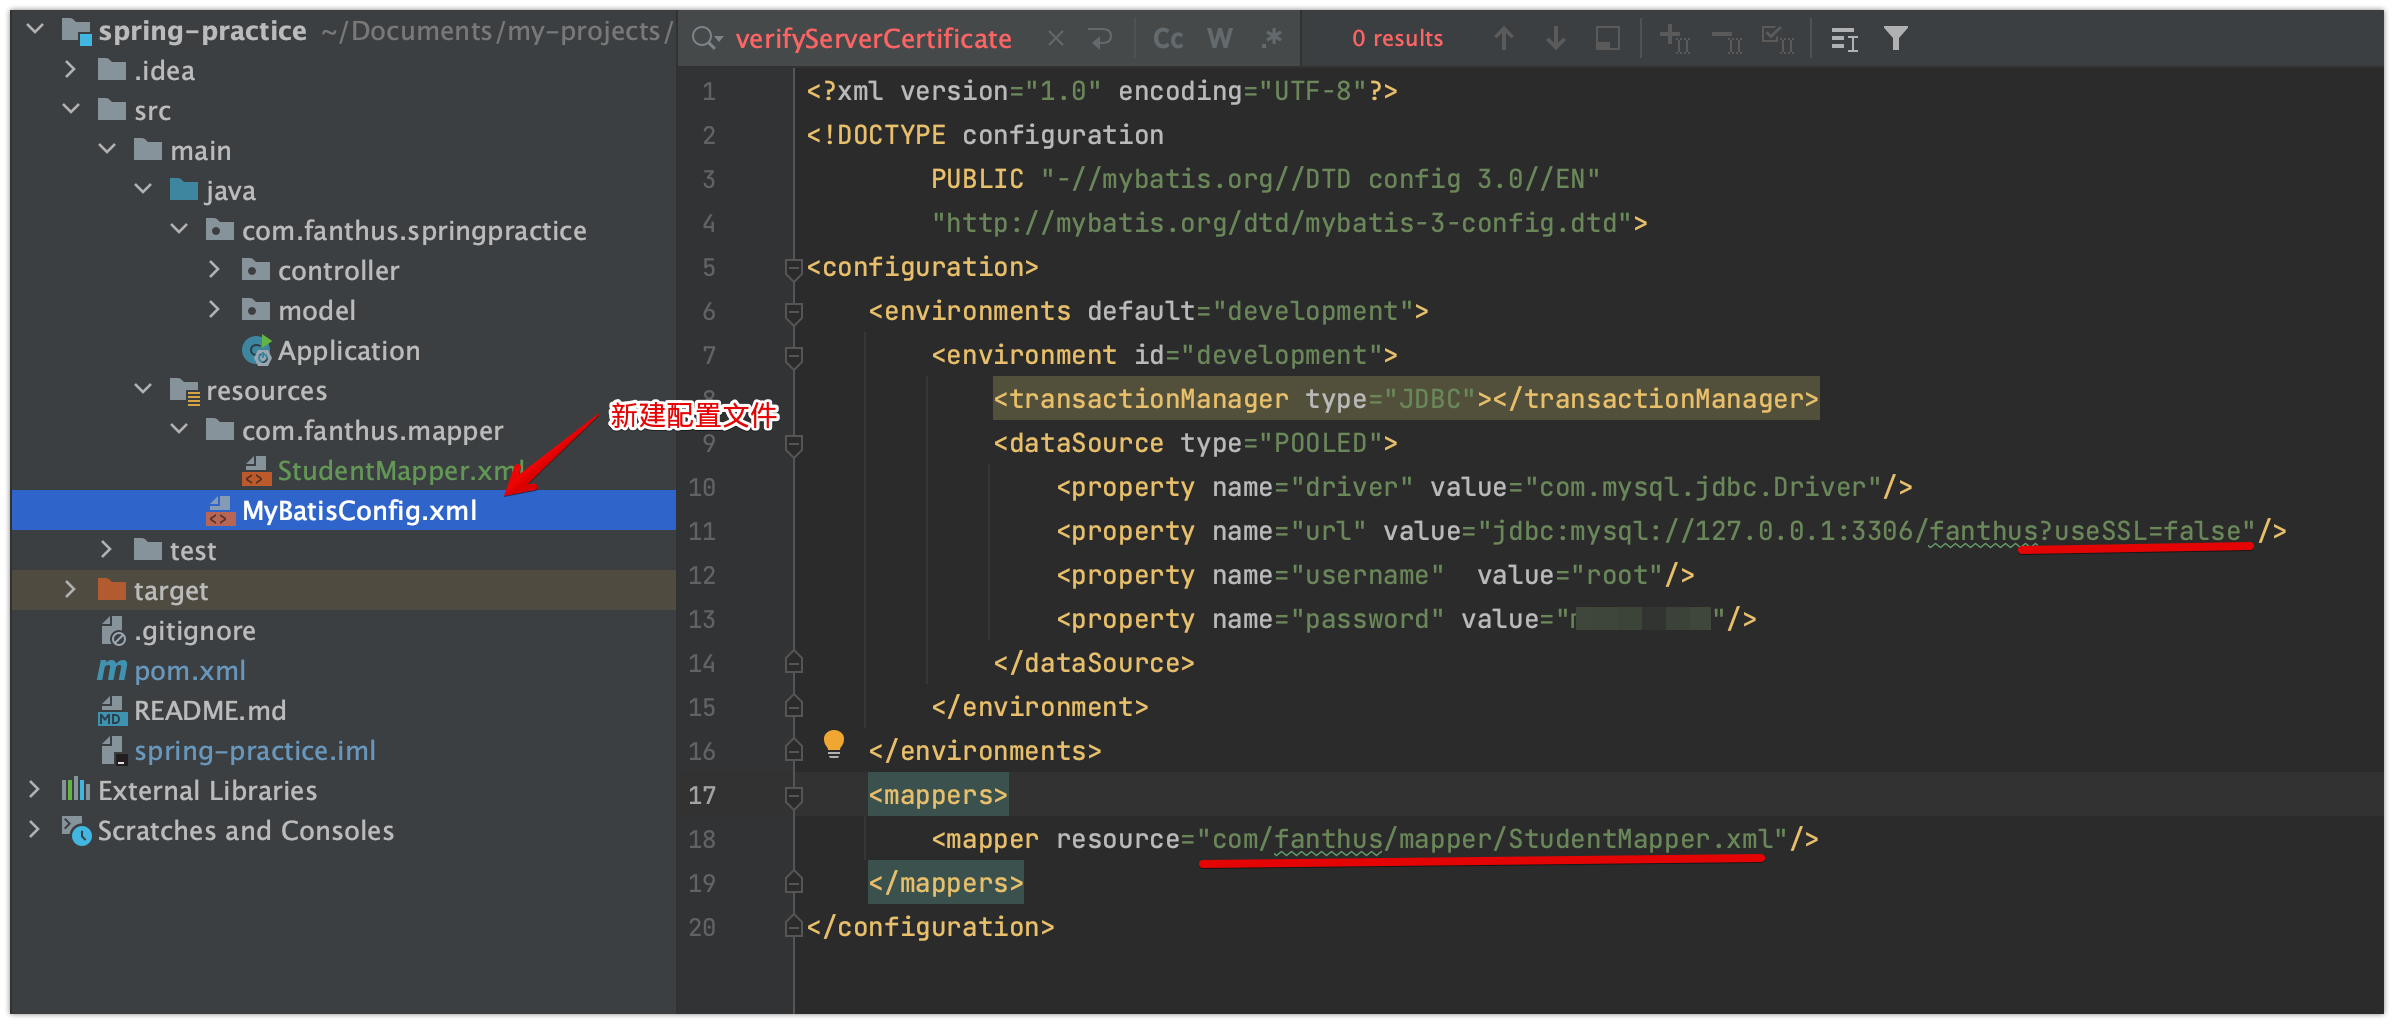 spring-practice ~/Documents/my-projects/
.idea
src
main
java
com.fanthus.springpractice
controller
model
Application
resources
com.fanthus.mapper
StudentMapper.xml
MyBatisConfig.xml
test
target
.gitignore
pom.xml
README.md
spring-practice.iml
External Libraries
Scratches and Consoles
新建配置文件
verifyServerCertificate × Cc W .* 0 results
1 <?xml version="1.0" encoding="UTF-8"?>
2 <!DOCTYPE configuration
3 PUBLIC "-//mybatis.org//DTD config 3.0//EN"
4 "http://mybatis.org/dtd/mybatis-3-config.dtd">
5 <configuration>
6 <environments default="development">
7 <environment id="development">
8 <transactionManager type="JDBC"></transactionManager>
9 <dataSource type="POOLED">
10 <property name="driver" value="com.mysql.jdbc.Driver"/>
11 <property name="url" value="jdbc:mysql://127.0.0.1:3306/fanthus?useSSL=false"/>
12 <property name="username" value="root"/>
13 <property name="password" value=" "/>
14 </dataSource>
15 </environment>
16 </environments>
17 <mappers>
18 <mapper resource="com/fanthus/mapper/StudentMapper.xml"/>
19 </mappers>
20 </configuration>